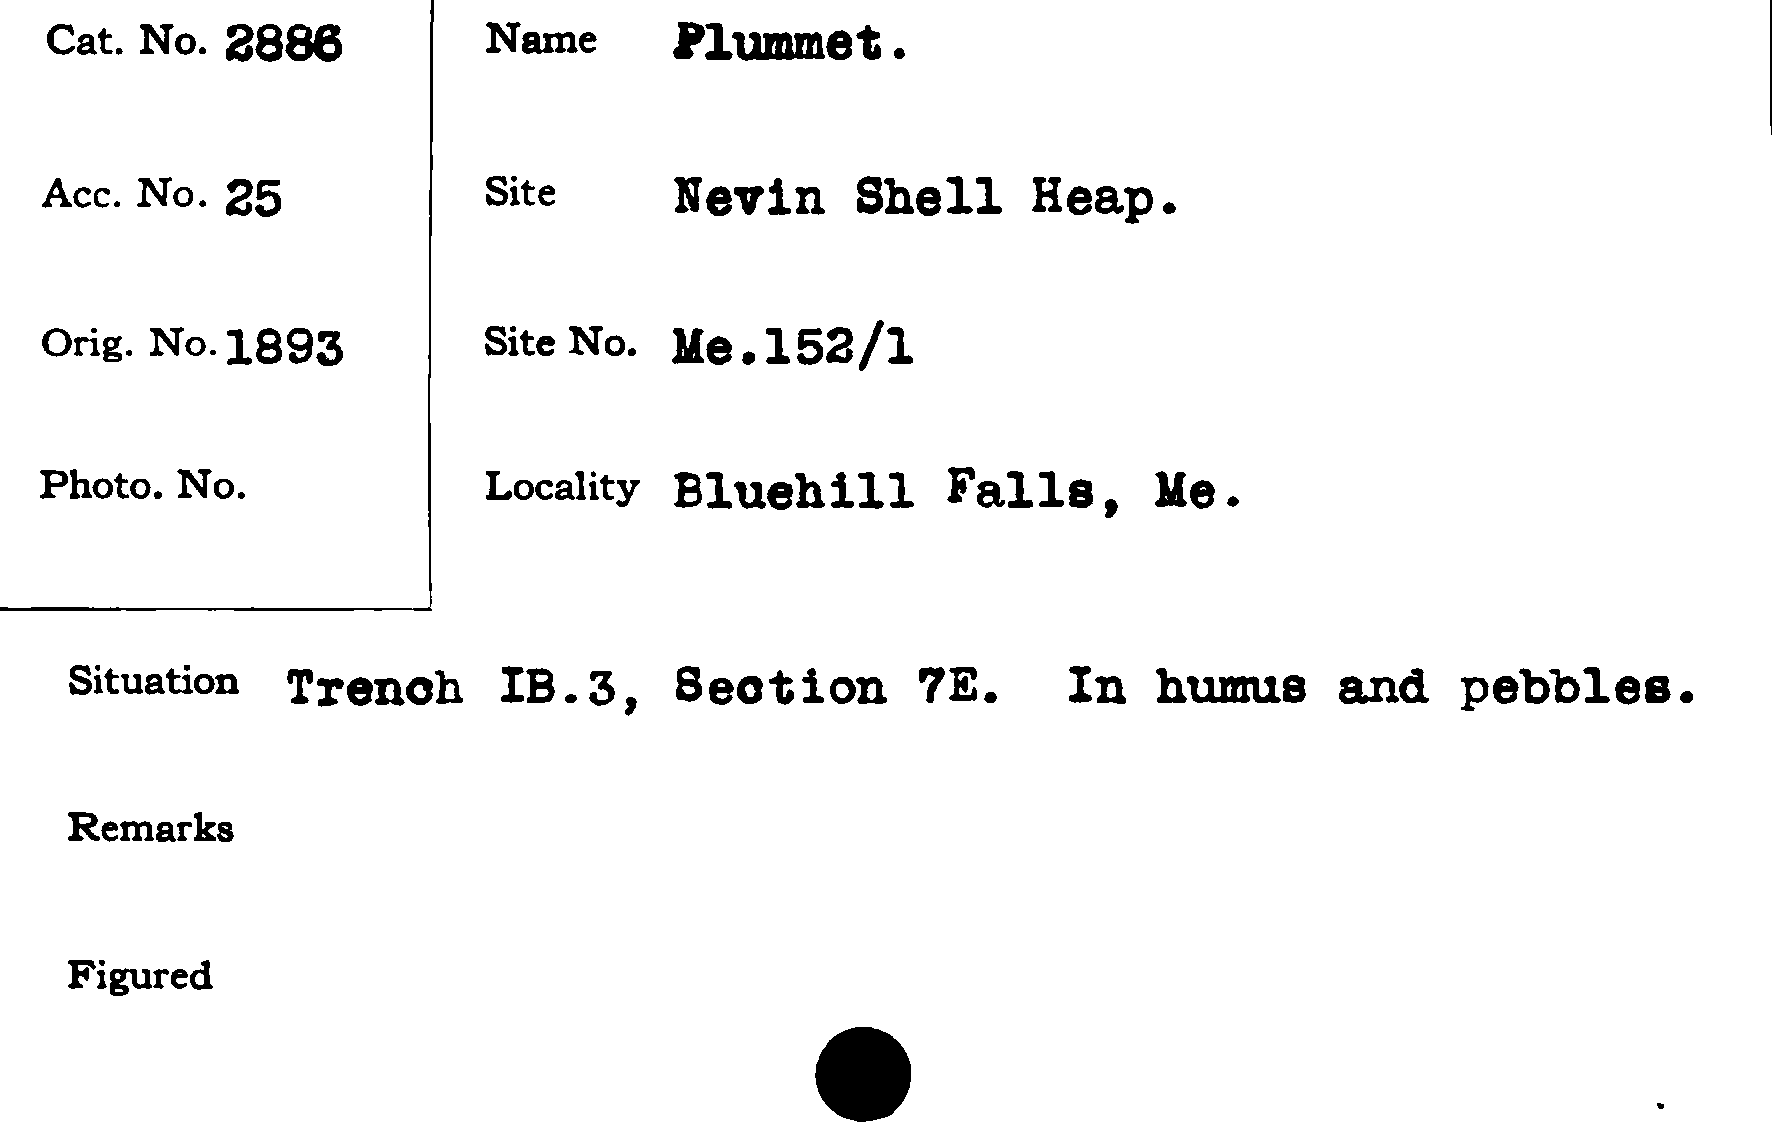 Cat. No. 2886
Name Plummet.
Acc. No. 25
Site Nevin Shell Heap.
Orig. No. 1893
Site No. Me.152/1
Photo. No.
Locality Bluehill Falls, Me.
Situation Trench IB.3, Section 7E. In humus and pebbles.
Remarks
Figured